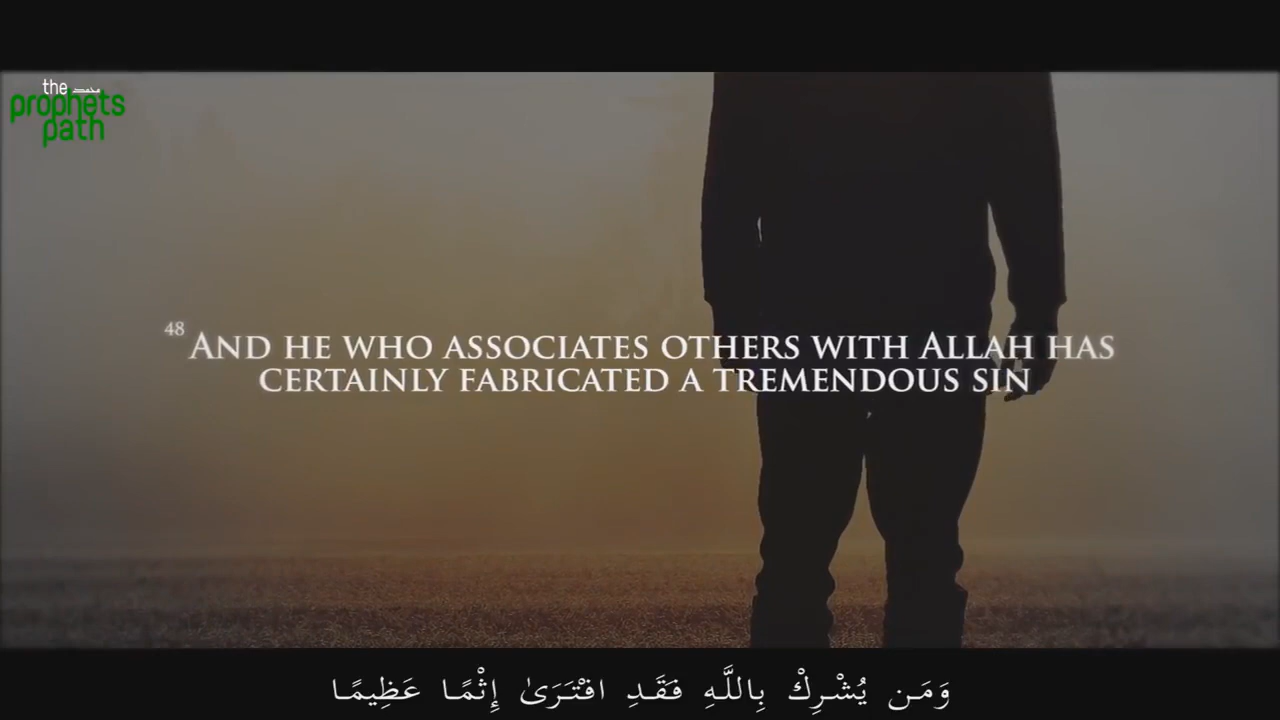 the محمد
prophets
path
48 AND HE WHO ASSOCIATES OTHERS WITH ALLAH HAS
CERTAINLY FABRICATED A TREMENDOUS SIN
وَمَن يُشْرِكْ بِاللَّهِ فَقَدِ افْتَرَىٰ إِثْمًا عَظِيمًا